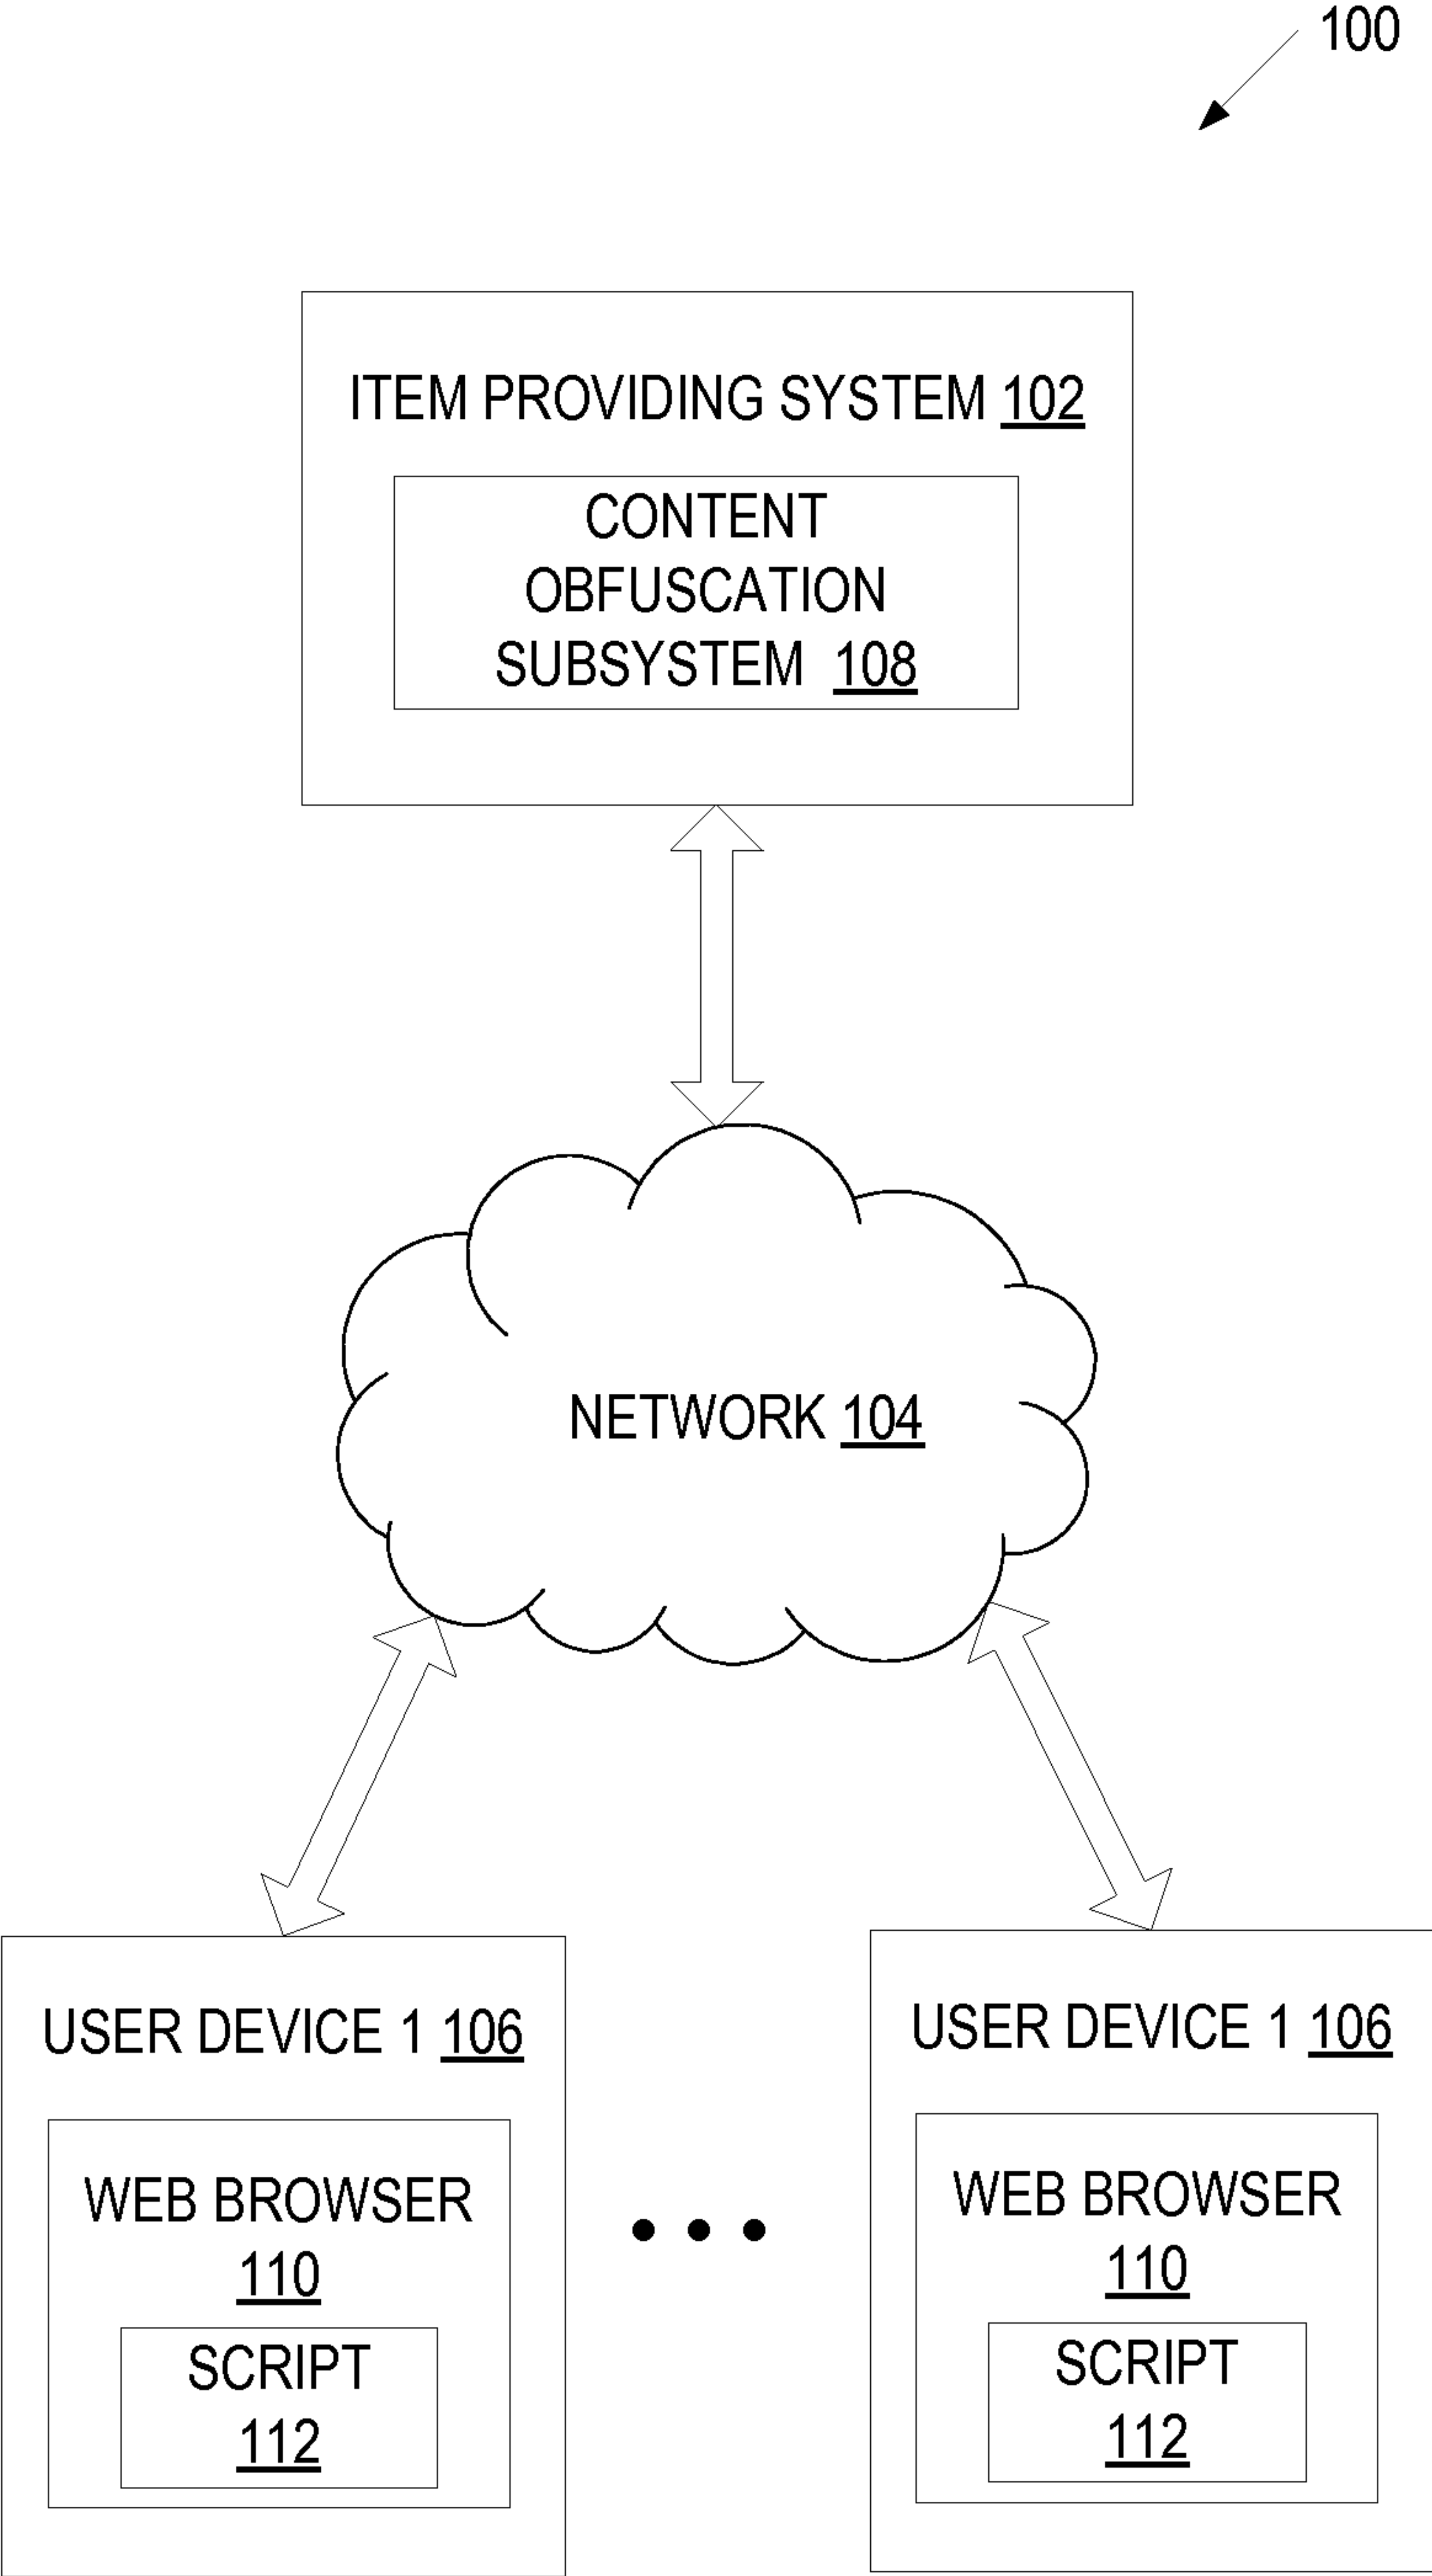 100
ITEM PROVIDING SYSTEM 102
CONTENT
OBFUSCATION
SUBSYSTEM 108
NETWORK 104
USER DEVICE 1 106
WEB BROWSER
110
SCRIPT
112
USER DEVICE 1 106
WEB BROWSER
110
SCRIPT
112